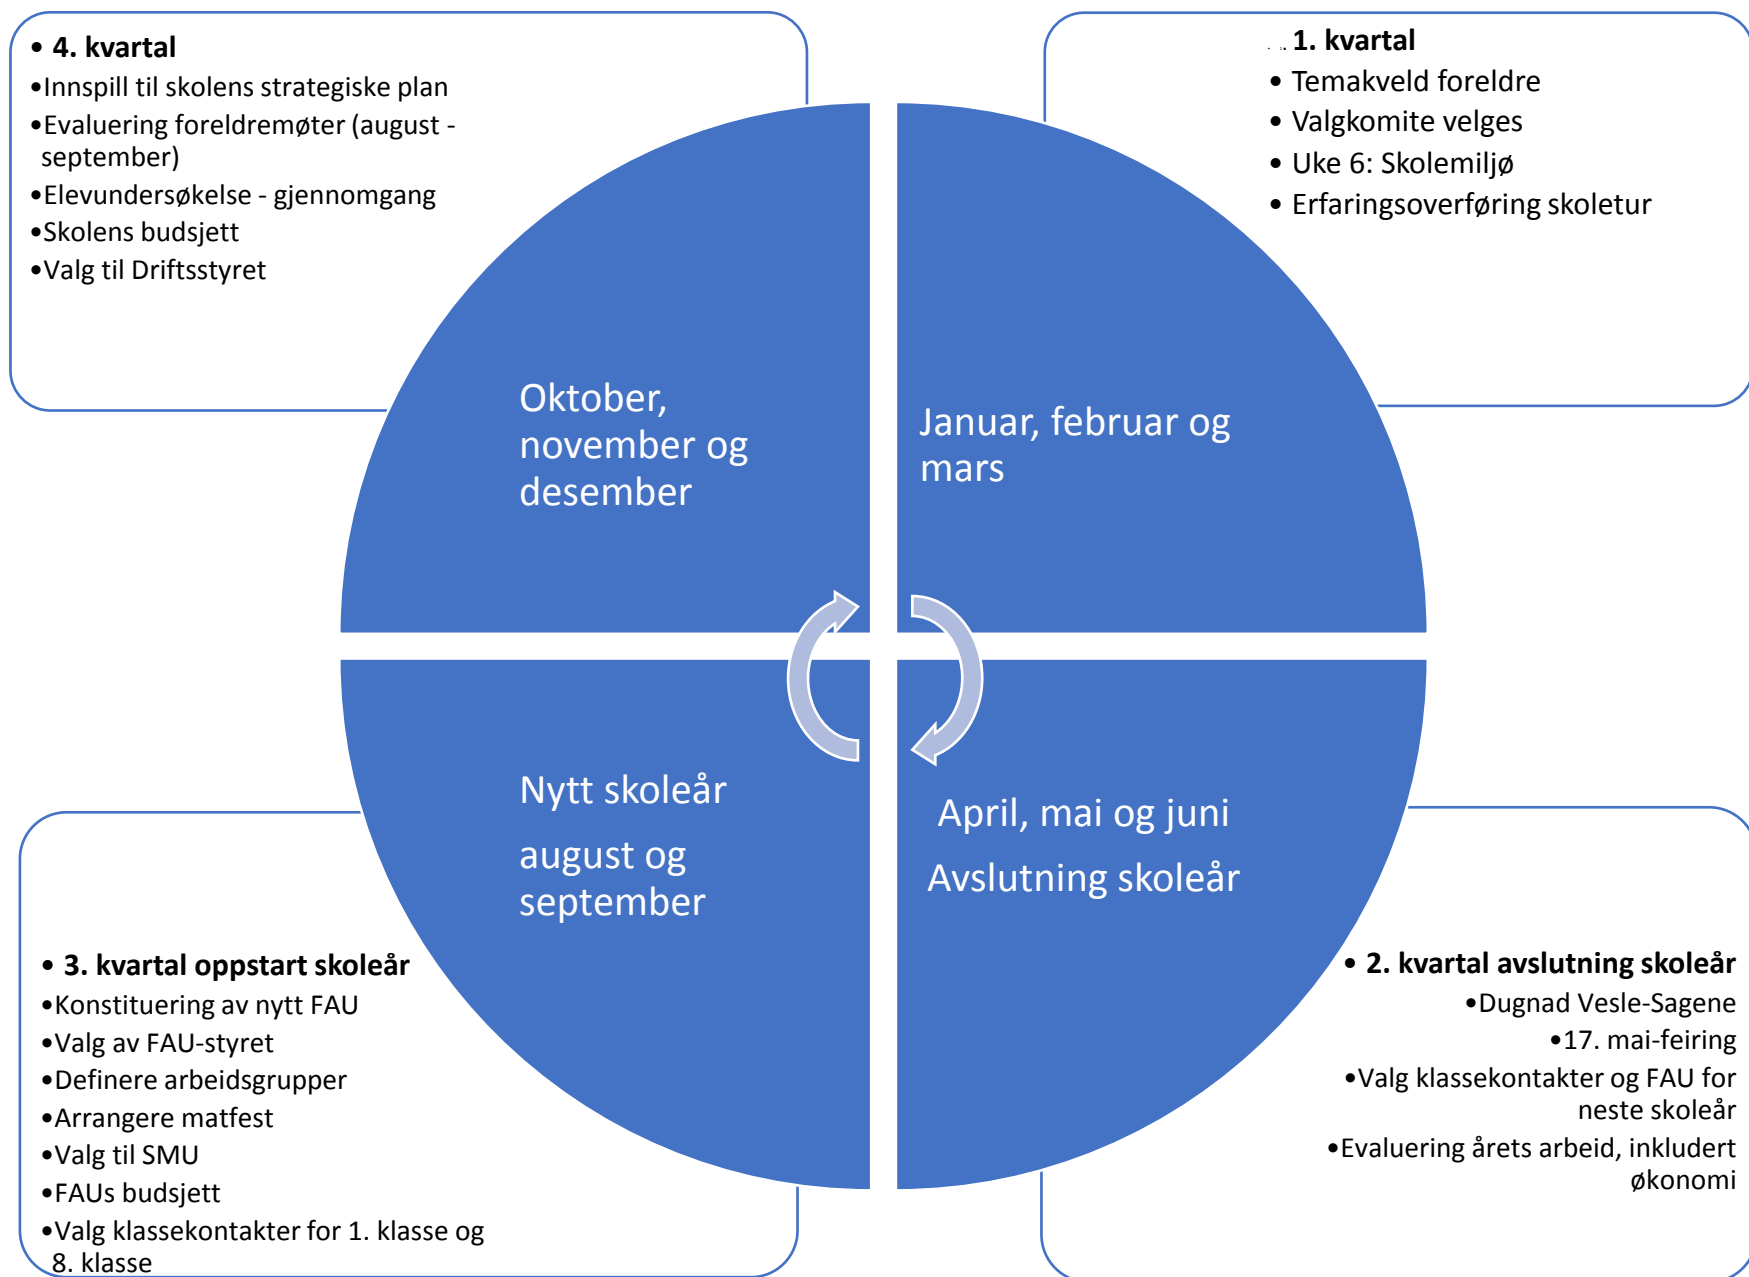 • 4. kvartal
•Innspill til skolens strategiske plan
•Evaluering foreldremøter (august -
september)
•Elevundersøkelse - gjennomgang
•Skolens budsjett
•Valg til Driftsstyret
1. kvartal
• Temakveld foreldre
• Valgkomite velges
• Uke 6: Skolemiljø
• Erfaringsoverføring skoletur
Oktober,
november og
desember
Januar, februar og
mars
Nytt skoleår
august og
september
April, mai og juni
Avslutning skoleår
• 3. kvartal oppstart skoleår
•Konstituering av nytt FAU
•Valg av FAU-styret
•Definere arbeidsgrupper
•Arrangere matfest
•Valg til SMU
•FAUs budsjett
•Valg klassekontakter for 1. klasse og
8. klasse
• 2. kvartal avslutning skoleår
•Dugnad Vesle-Sagene
•17. mai-feiring
•Valg klassekontakter og FAU for
neste skoleår
•Evaluering årets arbeid, inkludert
økonomi